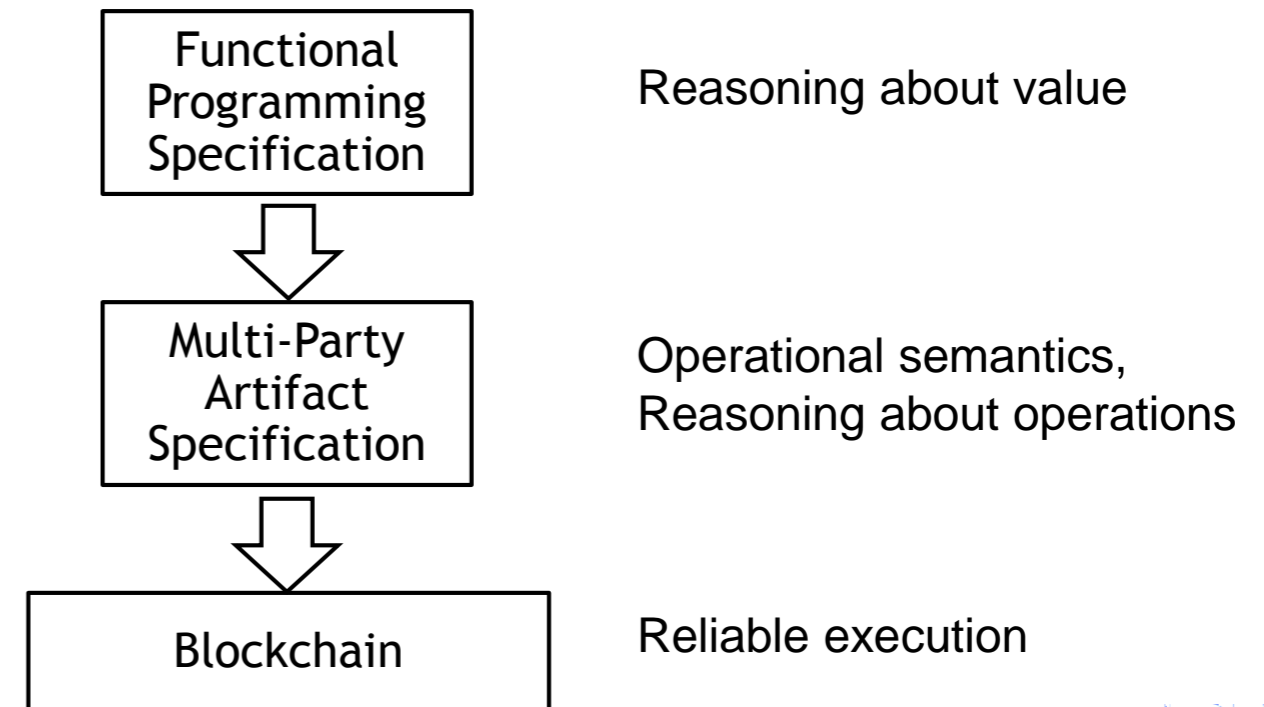 Functional
Programming
Specification
Reasoning about value
Multi-Party
Artifact
Specification
Operational semantics,
Reasoning about operations
Blockchain
Reliable execution